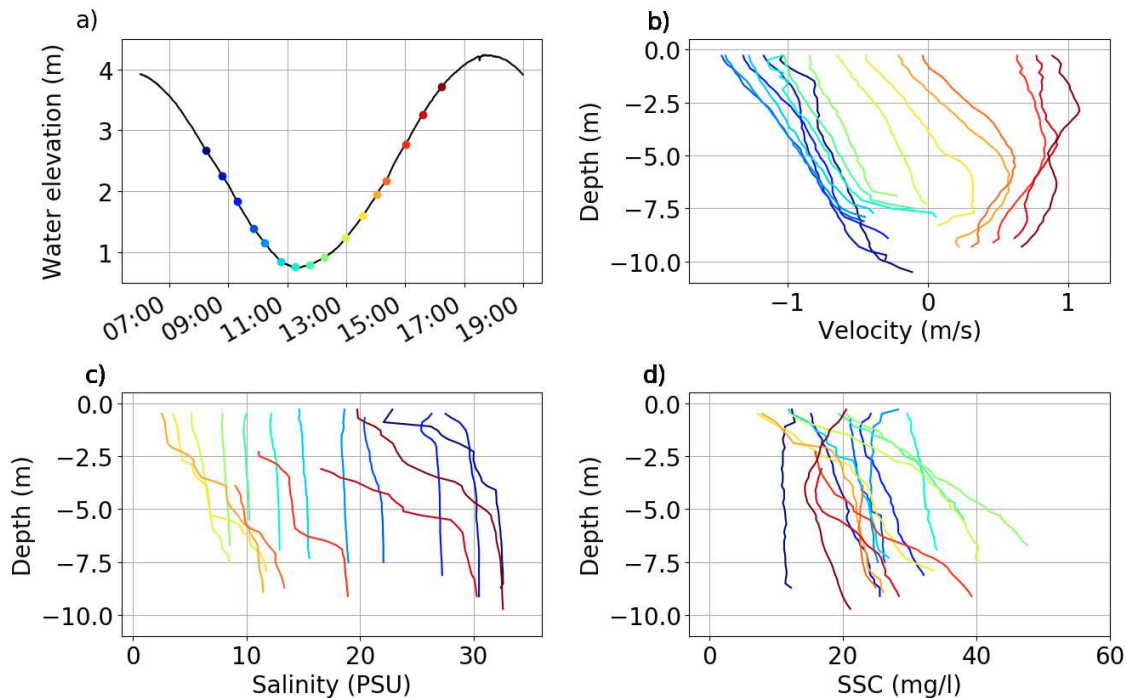 a)
Water elevation (m)
4
3
2
1
07:00 09:00 11:00 13:00 15:00 17:00 19:00
b)
Depth (m)
0.0
−2.5
−5.0
−7.5
−10.0
−1 0 1
Velocity (m/s)
c)
Depth (m)
0.0
−2.5
−5.0
−7.5
−10.0
0 10 20 30
Salinity (PSU)
d)
Depth (m)
0.0
−2.5
−5.0
−7.5
−10.0
0 20 40 60
SSC (mg/l)